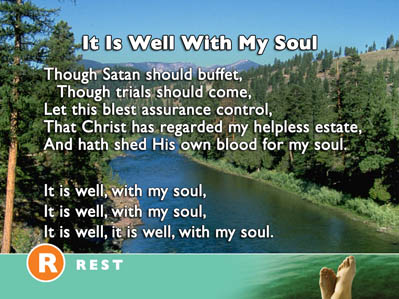 It Is Well With My Soul
Though Satan should buffet,
Though trials should come,
Let this blest assurance control,
That Christ has regarded my helpless estate,
And hath shed His own blood for my soul.
It is well, with my soul,
It is well, with my soul,
It is well, it is well, with my soul.
R REST